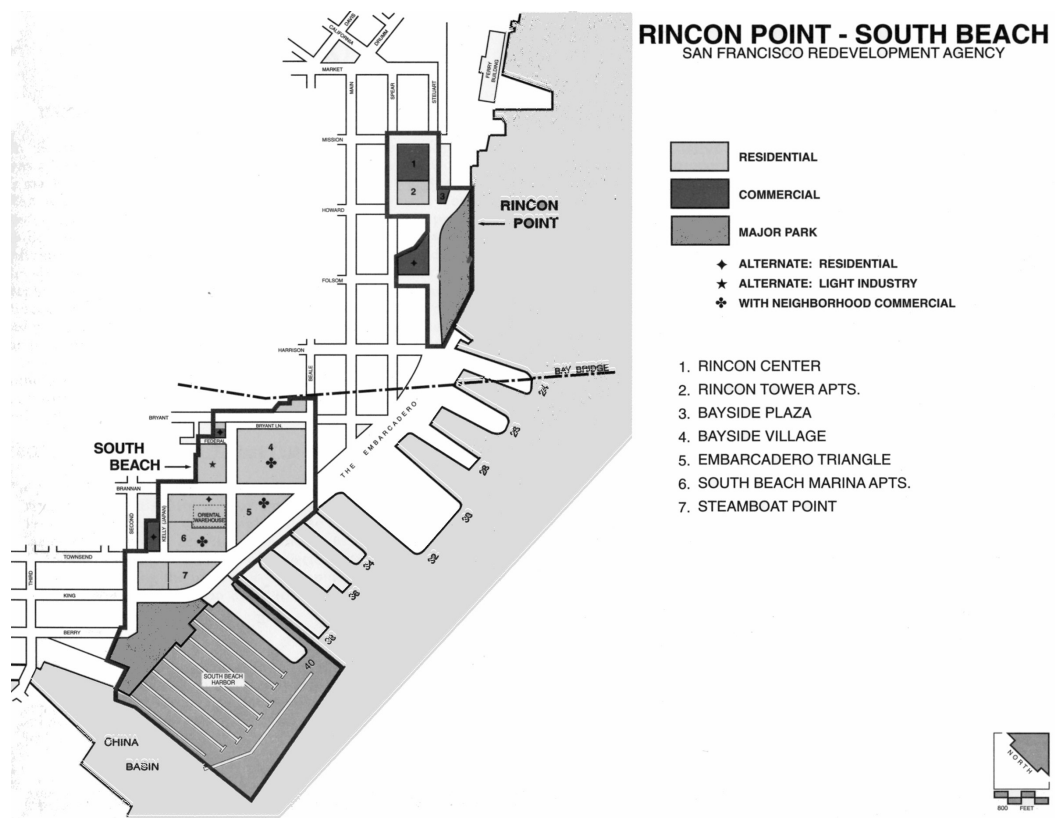 RINCON POINT - SOUTH BEACH
SAN FRANCISCO REDEVELOPMENT AGENCY
RESIDENTIAL
COMMERCIAL
MAJOR PARK
ALTERNATE: RESIDENTIAL
ALTERNATE: LIGHT INDUSTRY
WITH NEIGHBORHOOD COMMERCIAL
1. RINCON CENTER
2. RINCON TOWER APTS.
3. BAYSIDE PLAZA
4. BAYSIDE VILLAGE
5. EMBARCADERO TRIANGLE
6. SOUTH BEACH MARINA APTS.
7. STEAMBOAT POINT
DAVIS
CALIFORNIA
DRUMM
MARKET
FERRY
BUILDING
MAIN
SPEAR
STEUART
MISSION
1
2
3
HOWARD
RINCON
POINT
FOLSOM
HARRISON
BEALE
BAY BRIDGE
24
BRYANT
BRYANT LN.
FEDERAL
THE EMBARCADERO
26
SOUTH
BEACH
4
28
BRANNAN
SECOND
KELLY (JAPAN)
ORIENTAL
WAREHOUSE
5
30
6
32
TOWNSEND
34
THIRD
7
36
KING
BERRY
38
40
SOUTH BEACH
HARBOR
CHINA
BASIN
NORTH
800 FEET